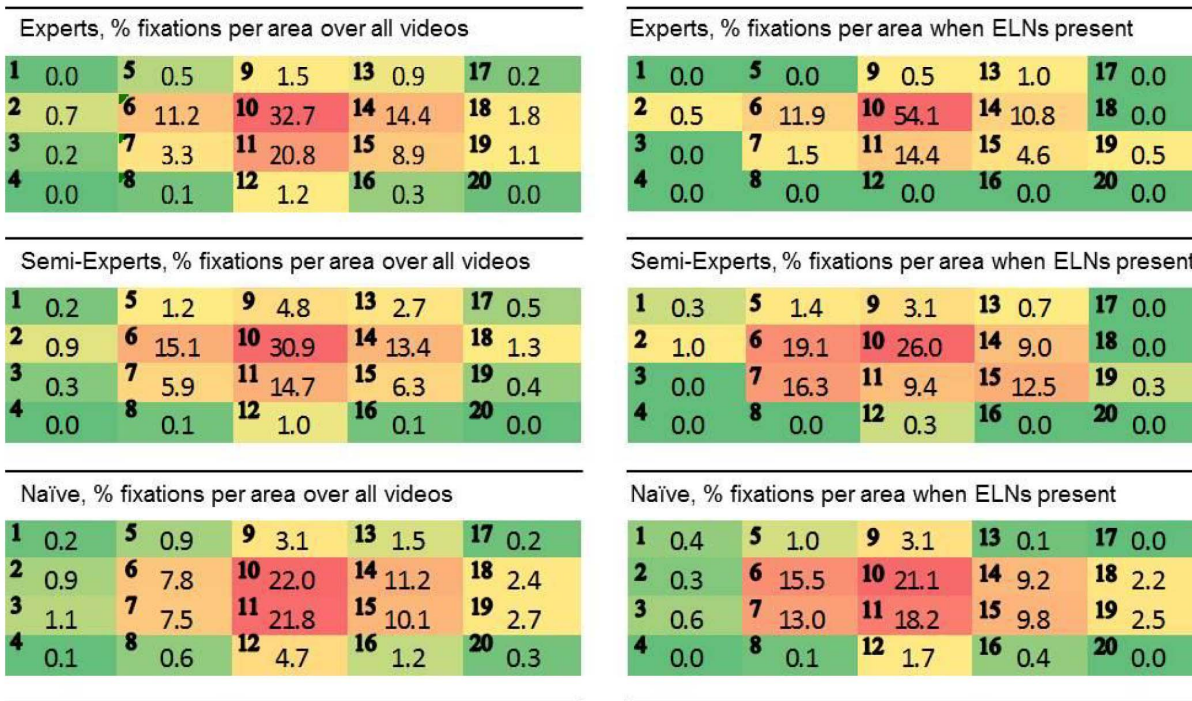 Experts, % fixations per area over all videos
1 0.0 5 0.5 9 1.5 13 0.9 17 0.2
2 0.7 6 11.2 10 32.7 14 14.4 18 1.8
3 0.2 7 3.3 11 20.8 15 8.9 19 1.1
4 0.0 8 0.1 12 1.2 16 0.3 20 0.0
Experts, % fixations per area when ELNs present
1 0.0 5 0.0 9 0.5 13 1.0 17 0.0
2 0.5 6 11.9 10 54.1 14 10.8 18 0.0
3 0.0 7 1.5 11 14.4 15 4.6 19 0.5
4 0.0 8 0.0 12 0.0 16 0.0 20 0.0
Semi-Experts, % fixations per area over all videos
1 0.2 5 1.2 9 4.8 13 2.7 17 0.5
2 0.9 6 15.1 10 30.9 14 13.4 18 1.3
3 0.3 7 5.9 11 14.7 15 6.3 19 0.4
4 0.0 8 0.1 12 1.0 16 0.1 20 0.0
Semi-Experts, % fixations per area when ELNs present
1 0.3 5 1.4 9 3.1 13 0.7 17 0.0
2 1.0 6 19.1 10 26.0 14 9.0 18 0.0
3 0.0 7 16.3 11 9.4 15 12.5 19 0.3
4 0.0 8 0.0 12 0.3 16 0.0 20 0.0
Naïve, % fixations per area over all videos
1 0.2 5 0.9 9 3.1 13 1.5 17 0.2
2 0.9 6 7.8 10 22.0 14 11.2 18 2.4
3 1.1 7 7.5 11 21.8 15 10.1 19 2.7
4 0.1 8 0.6 12 4.7 16 1.2 20 0.3
Naïve, % fixations per area when ELNs present
1 0.4 5 1.0 9 3.1 13 0.1 17 0.0
2 0.3 6 15.5 10 21.1 14 9.2 18 2.2
3 0.6 7 13.0 11 18.2 15 9.8 19 2.5
4 0.0 8 0.1 12 1.7 16 0.4 20 0.0